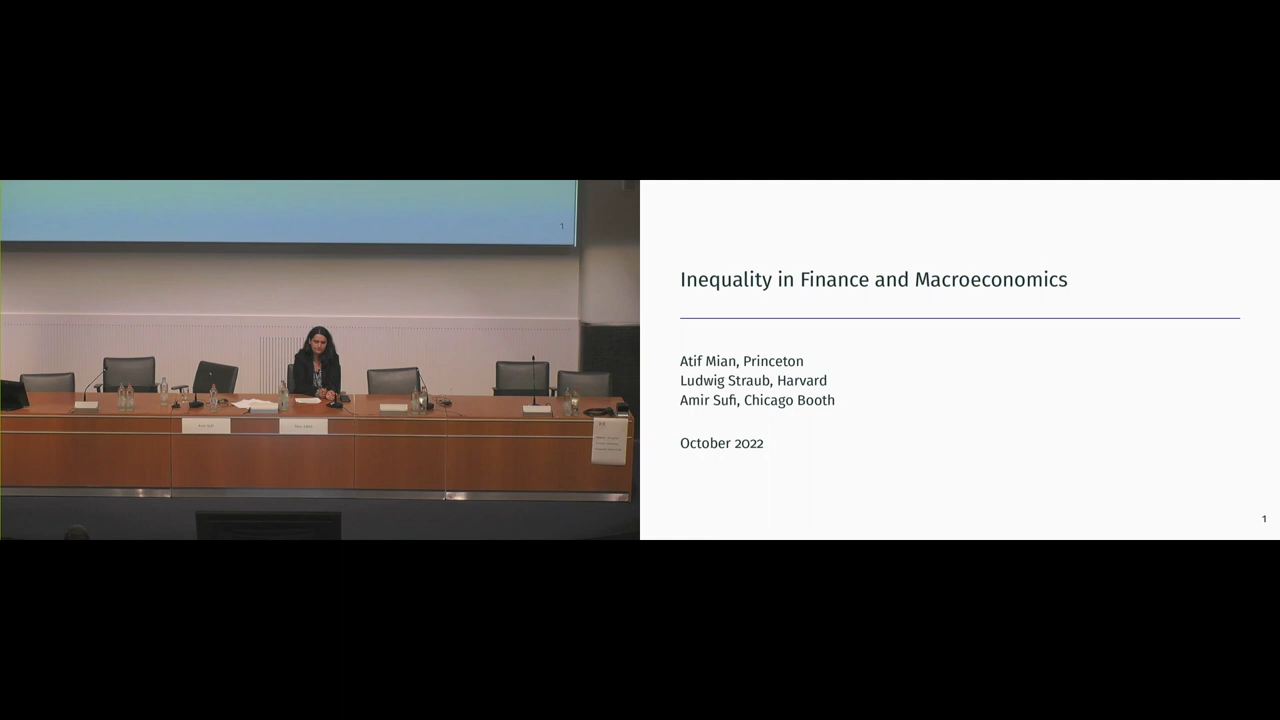 1
Inequality in Finance and Macroeconomics
Atif Mian, Princeton
Ludwig Straub, Harvard
Amir Sufi, Chicago Booth
October 2022
1